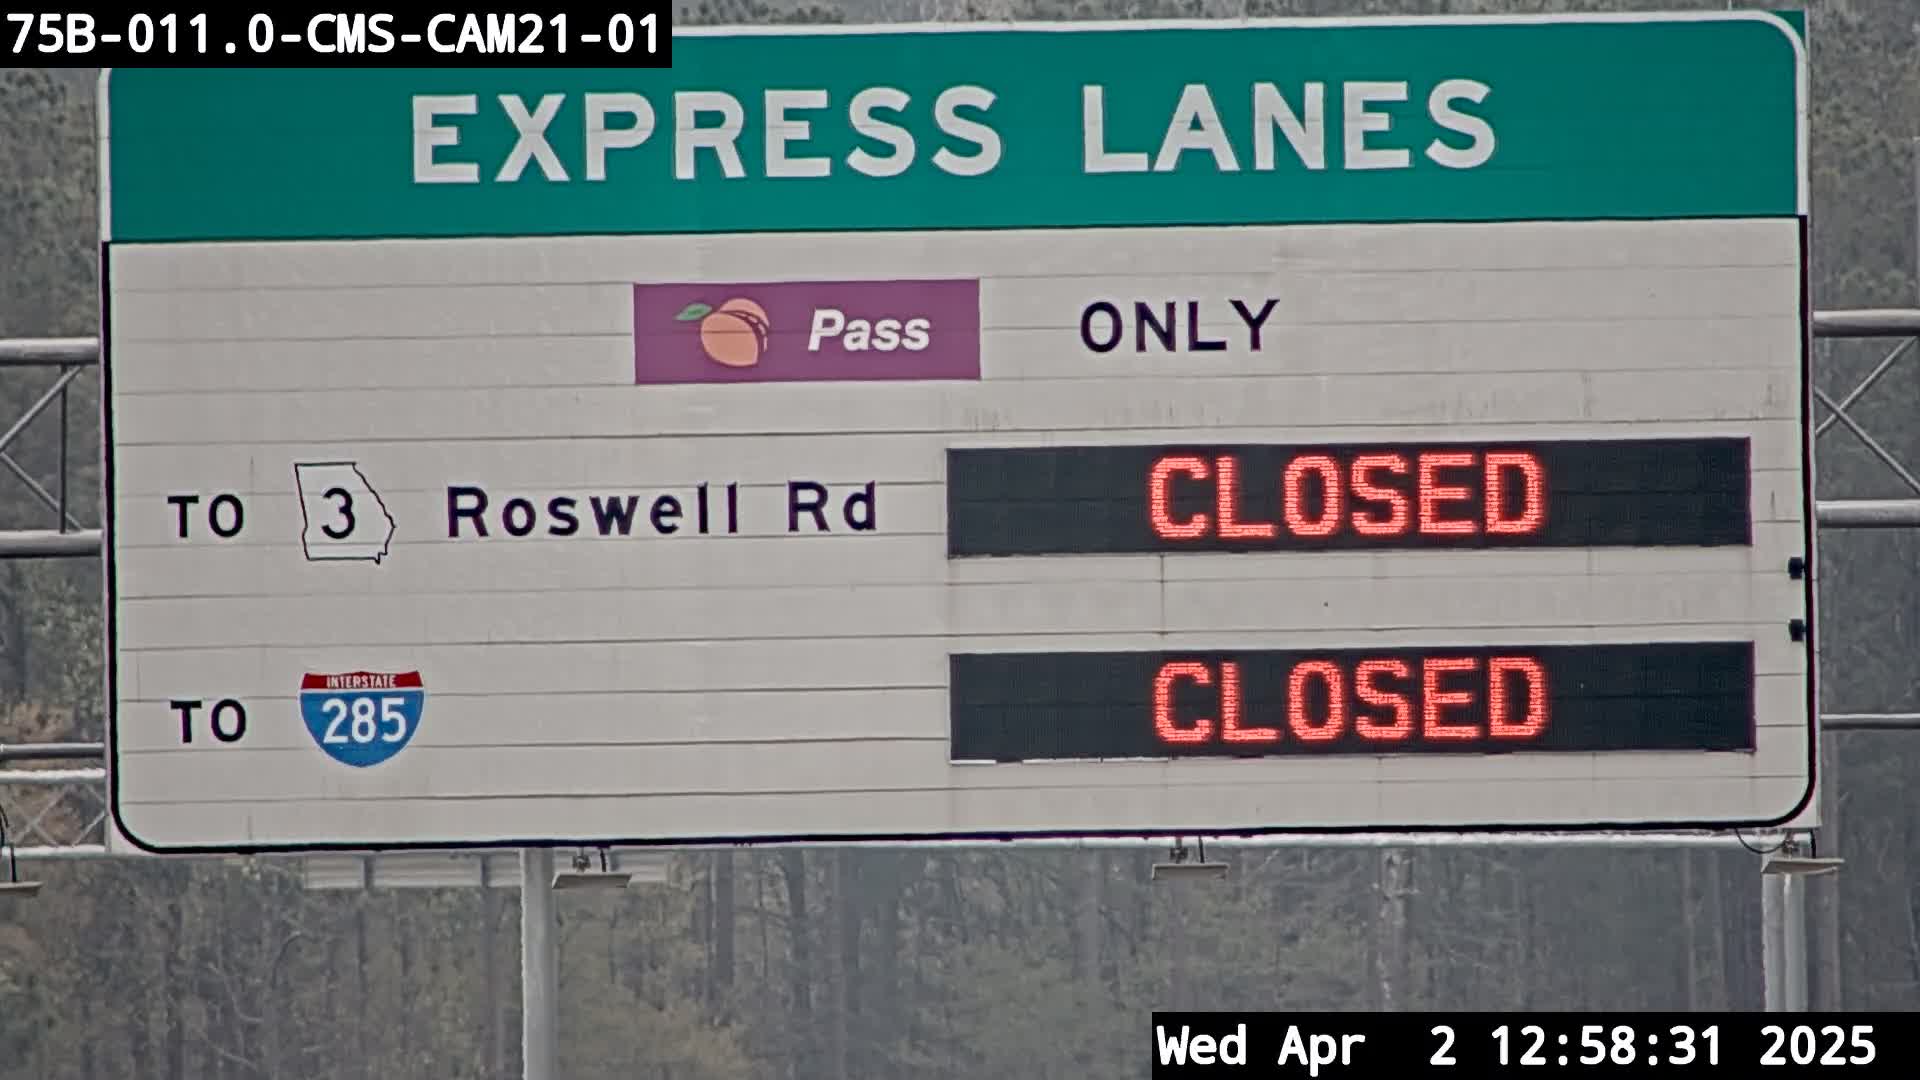 75B-011.0-CMS-CAM21-01
EXPRESS LANES
Pass ONLY
TO 3 Roswell Rd CLOSED
TO INTERSTATE 285 CLOSED
Wed Apr 2 12:58:31 2025